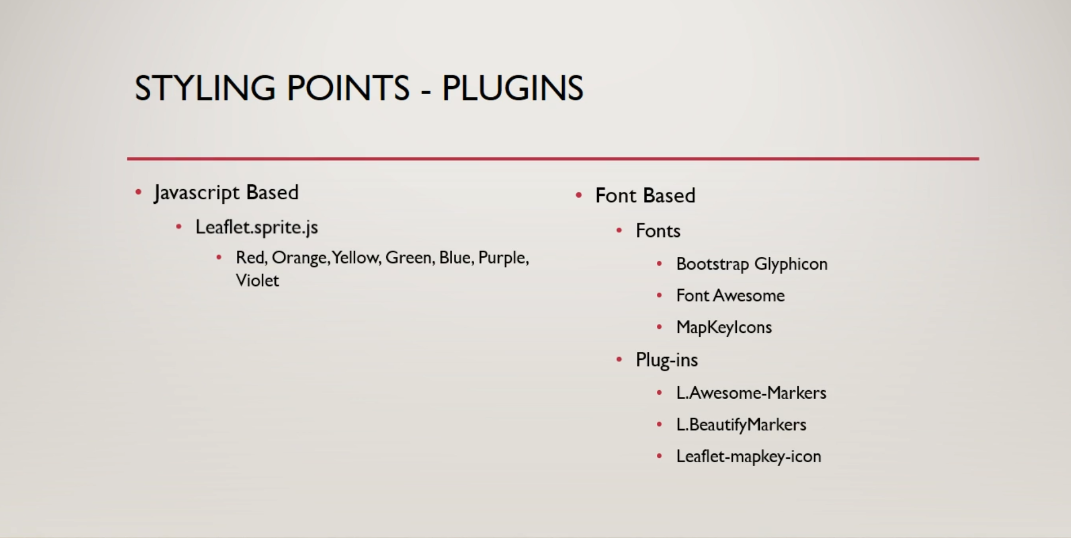 STYLING POINTS - PLUGINS
Javascript Based
Leaflet.sprite.js
Red, Orange, Yellow, Green, Blue, Purple,
Violet
Font Based
Fonts
Bootstrap Glyphicon
Font Awesome
MapKeyIcons
Plug-ins
L.Awesome-Markers
L.BeautifyMarkers
Leaflet-mapkey-icon